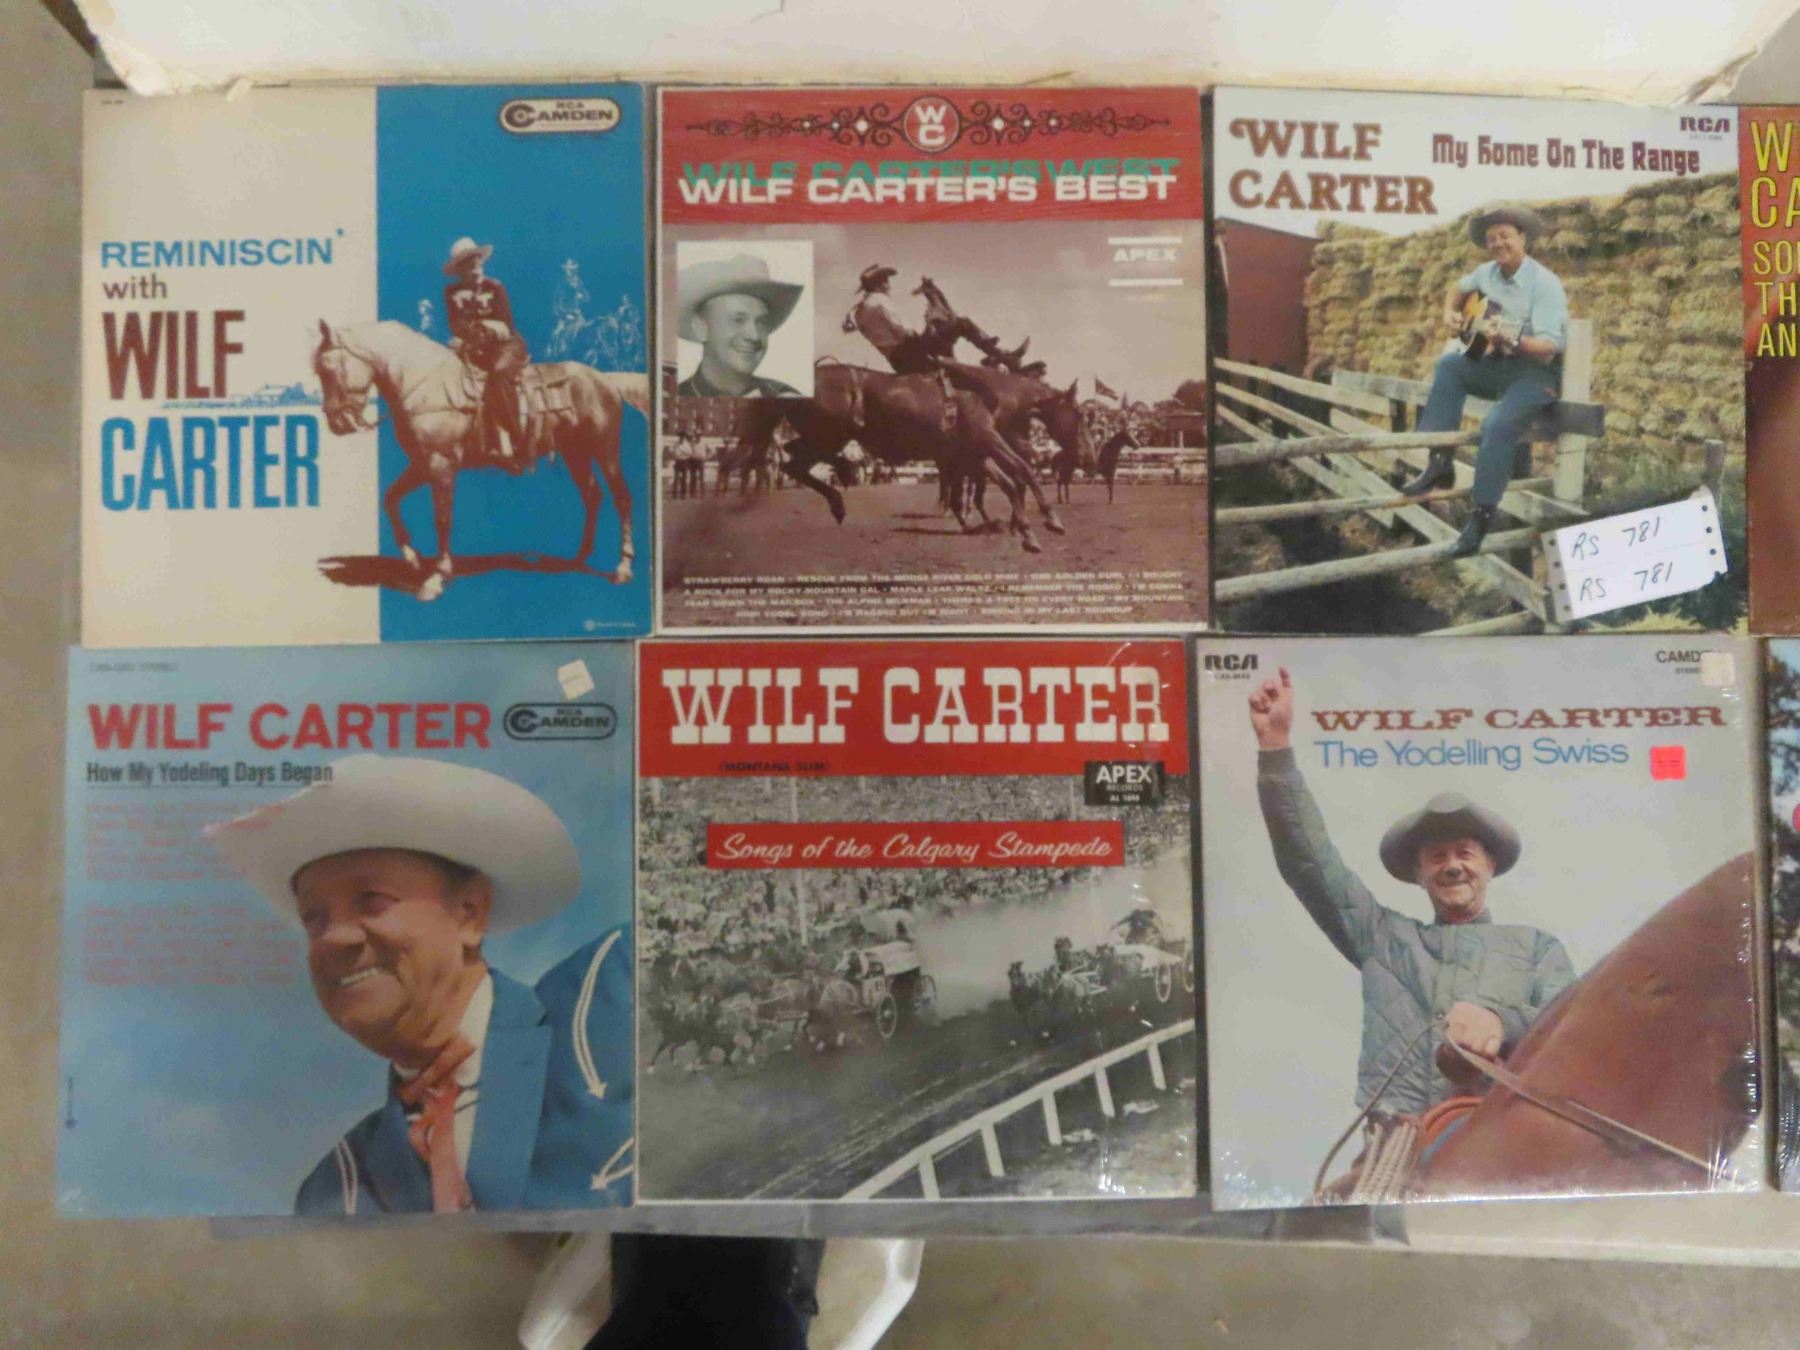 RCA
CAMDEN
REMINISCIN'
with
WILF
CARTER
W
C
WILF CARTER'S WEST
WILF CARTER'S BEST
APEX
STRAWBERRY ROAN • RESCUE FROM THE MOOSE RIVER GOLD MINE • ONE GOLDEN CURL • I BOUGHT
A ROCK FOR MY ROCKY MOUNTAIN GAL • MAPLE LEAF WALTZ • I REMEMBER THE RODEO • I'M GONNA
TEAR DOWN THE MAILBOX • THE ALPINE MILKMAN • THERE'S A TREE ON EVERY ROAD • MY MOUNTAIN
HIGH YODEL SONG • I'M RAGGED BUT I'M RIGHT • SINGING IN MY LAST ROUNDUP
WILF
CARTER
My Home On The Range
RCA
RS 781
RS 781
W
CA
SO
TH
AN
STEREO
WILF CARTER
RCA
CAMDEN
How My Yodeling Days Began
WILF CARTER
(MONTANA SLIM)
APEX
RECORDS
AL 1645
Songs of the Calgary Stampede
RCA
CAMD
STERE
WILF CARTER
The Yodelling Swiss